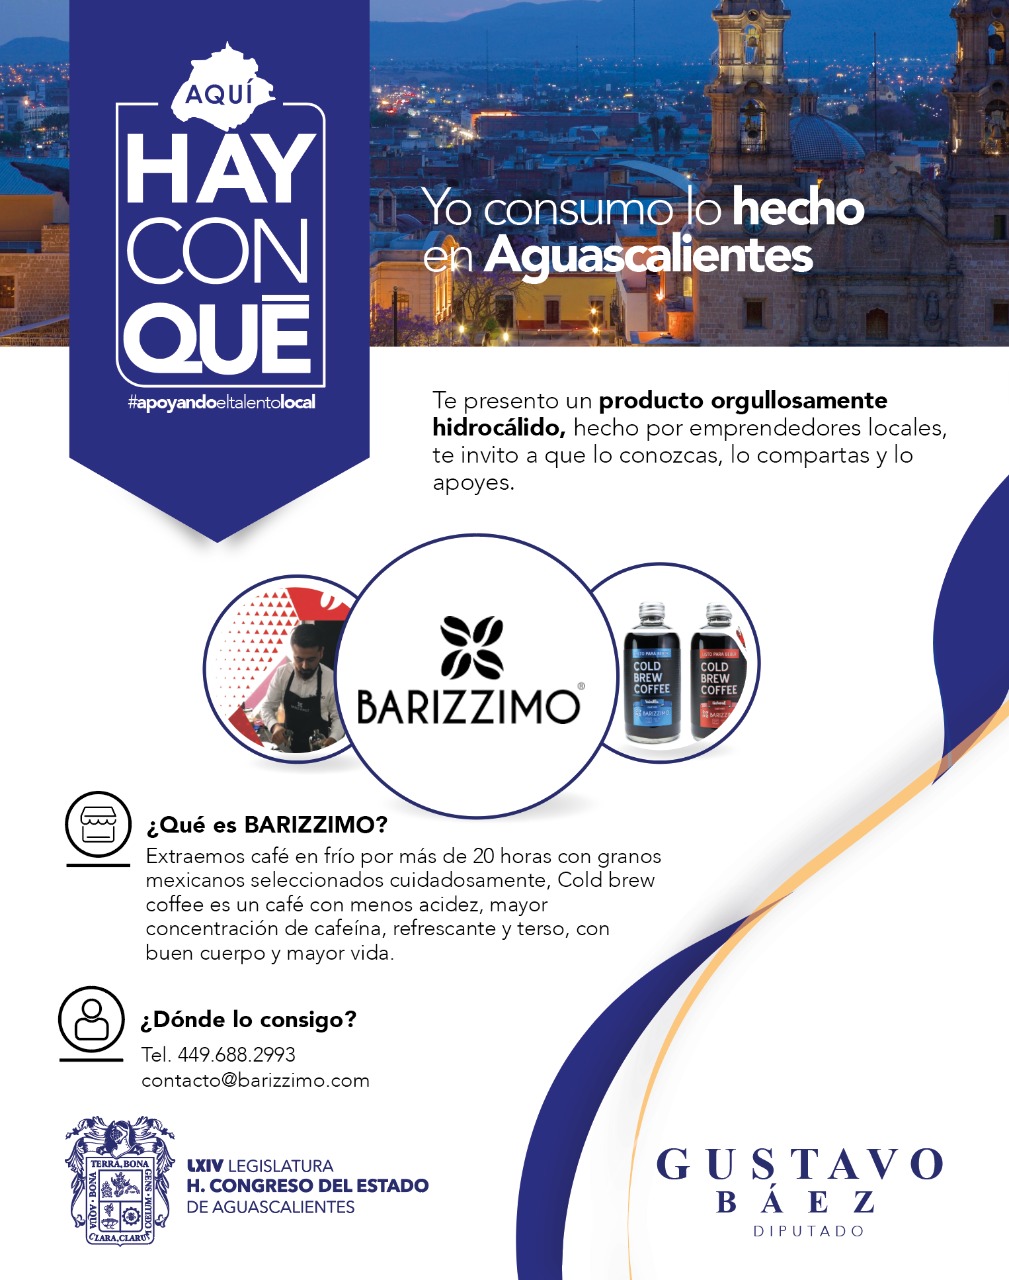 AQUÍ
HAY
CON
QUÉ
#apoyandoeltalentolocal
Yo consumo lo hecho
en Aguascalientes
Te presento un producto orgullosamente
hidrocálido, hecho por emprendedores locales,
te invito a que lo conozcas, lo compartas y lo
apoyes.
BARIZZIMO®
COLD
BREW
COFFEE
BARIZZIMO
COLD
BREW
COFFEE
¿Qué es BARIZZIMO?
Extraemos café en frío por más de 20 horas con granos
mexicanos seleccionados cuidadosamente, Cold brew
coffee es un café con menos acidez, mayor
concentración de cafeína, refrescante y terso, con
buen cuerpo y mayor vida.
¿Dónde lo consigo?
Tel. 449.688.2993
contacto@barizzimo.com
TERRA, BONA
GENS,
AQUA, BONA
CLARA, CLARUM
LXIV LEGISLATURA
H. CONGRESO DEL ESTADO
DE AGUASCALIENTES
GUSTAVO
BÁEZ
DIPUTADO